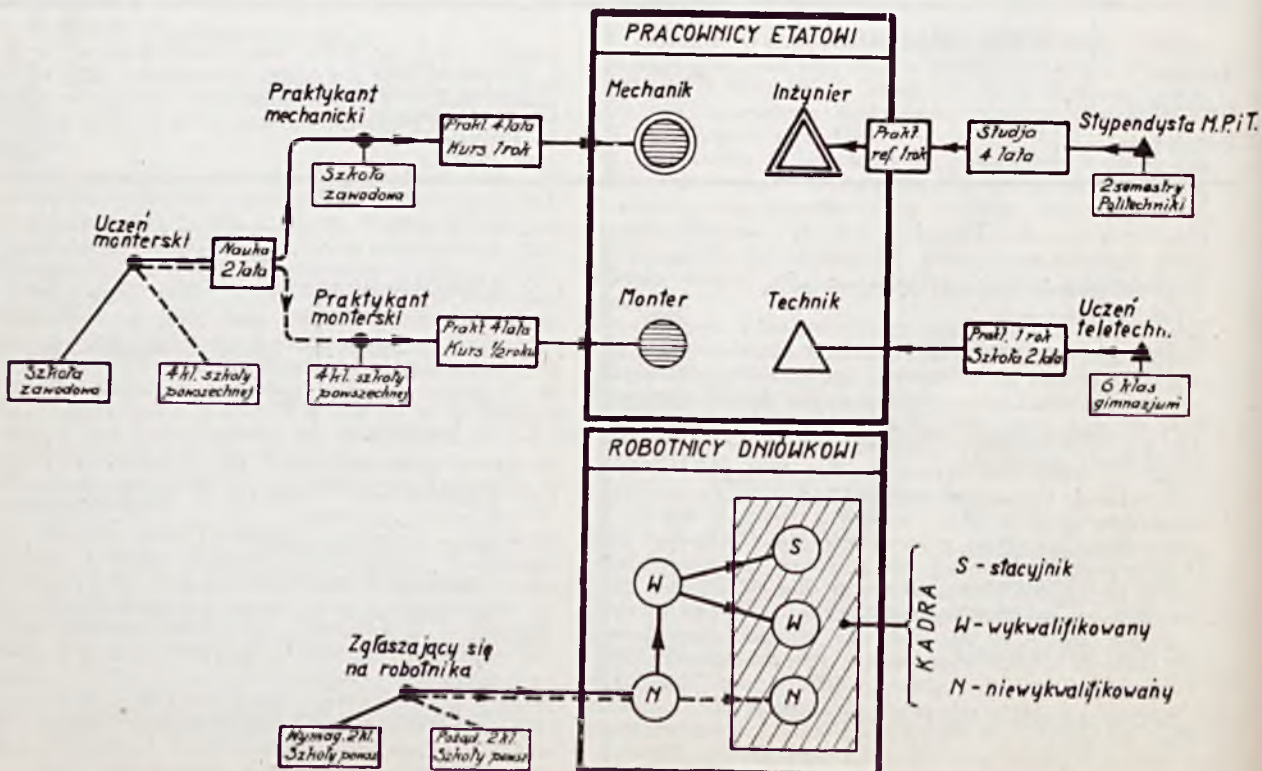 PRACOWNICY ETATOWI
Praktykant
mechanicki
Prakt. 4 lata
Kurs 1 rok
Szkoła
zawodowa
Mechanik
Inżynier
Prakt.
ref. 1 rok
Studja
4 lata
Stypendysta M.P.iT.
2 semestry
Politechniki
Uczeń
monterski
Nauka
2 lata
Szkoła
zawodowa
4 kl. szkoły
powszechnej
Praktykant
monterski
Prakt. 4 lata
Kurs 1/2 roku
4 kl. szkoły
powszechnej
Monter
Technik
Prakt. 1 rok
Szkoła 2 lata
Uczeń
teletechn.
6 klas
gimnazjum
ROBOTNICY DNIÓWKOWI
S
W
W
N
N
KADRA
S - stacyjnik
W - wykwalifikowany
N - niewykwalifikowany
Zgłaszający się
na robotnika
Wymag. 2 kl.
Szkoły powsz
Pożąd. 2 kl.
Szkoły powsz